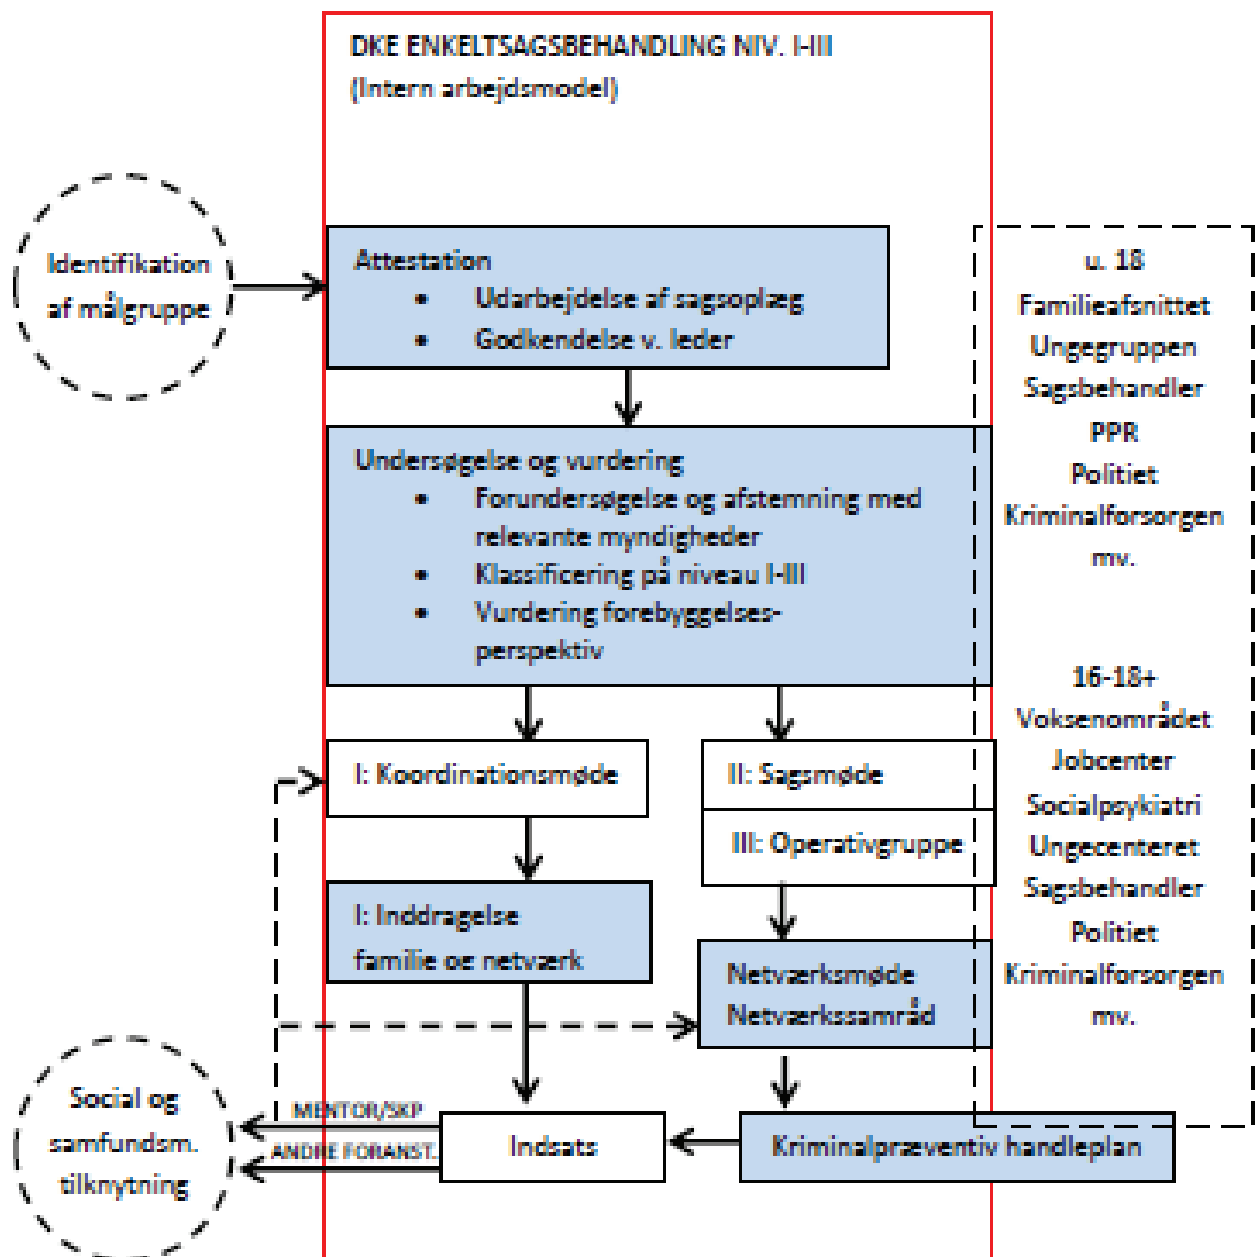 DKE ENKELTSAGSBEHANDLING NIV. I-III
(Intern arbejdsmodel)
Identifikation
af målgruppe
Attestation
• Udarbejdelse af sagsoplæg
• Godkendelse v. leder
Undersøgelse og vurdering
• Forundersøgelse og afstemning med
relevante myndigheder
• Klassificering på niveau I-III
• Vurdering forebyggelses-
perspektiv
I: Koordinationsmøde
II: Sagsmøde
III: Operativgruppe
I: Inddragelse
familie oe netværk
Netværksmøde
Netværkssamråd
Kriminalpræventiv handleplan
Indsats
MENTOR/SKP
ANDRE FORANST.
Social og
samfundsm.
tilknytning
u. 18
Familieafsnittet
Ungegruppen
Sagsbehandler
PPR
Politiet
Kriminalforsorgen
mv.
16-18+
Voksenområdet
Jobcenter
Socialpsykiatri
Ungecenteret
Sagsbehandler
Politiet
Kriminalforsorgen
mv.